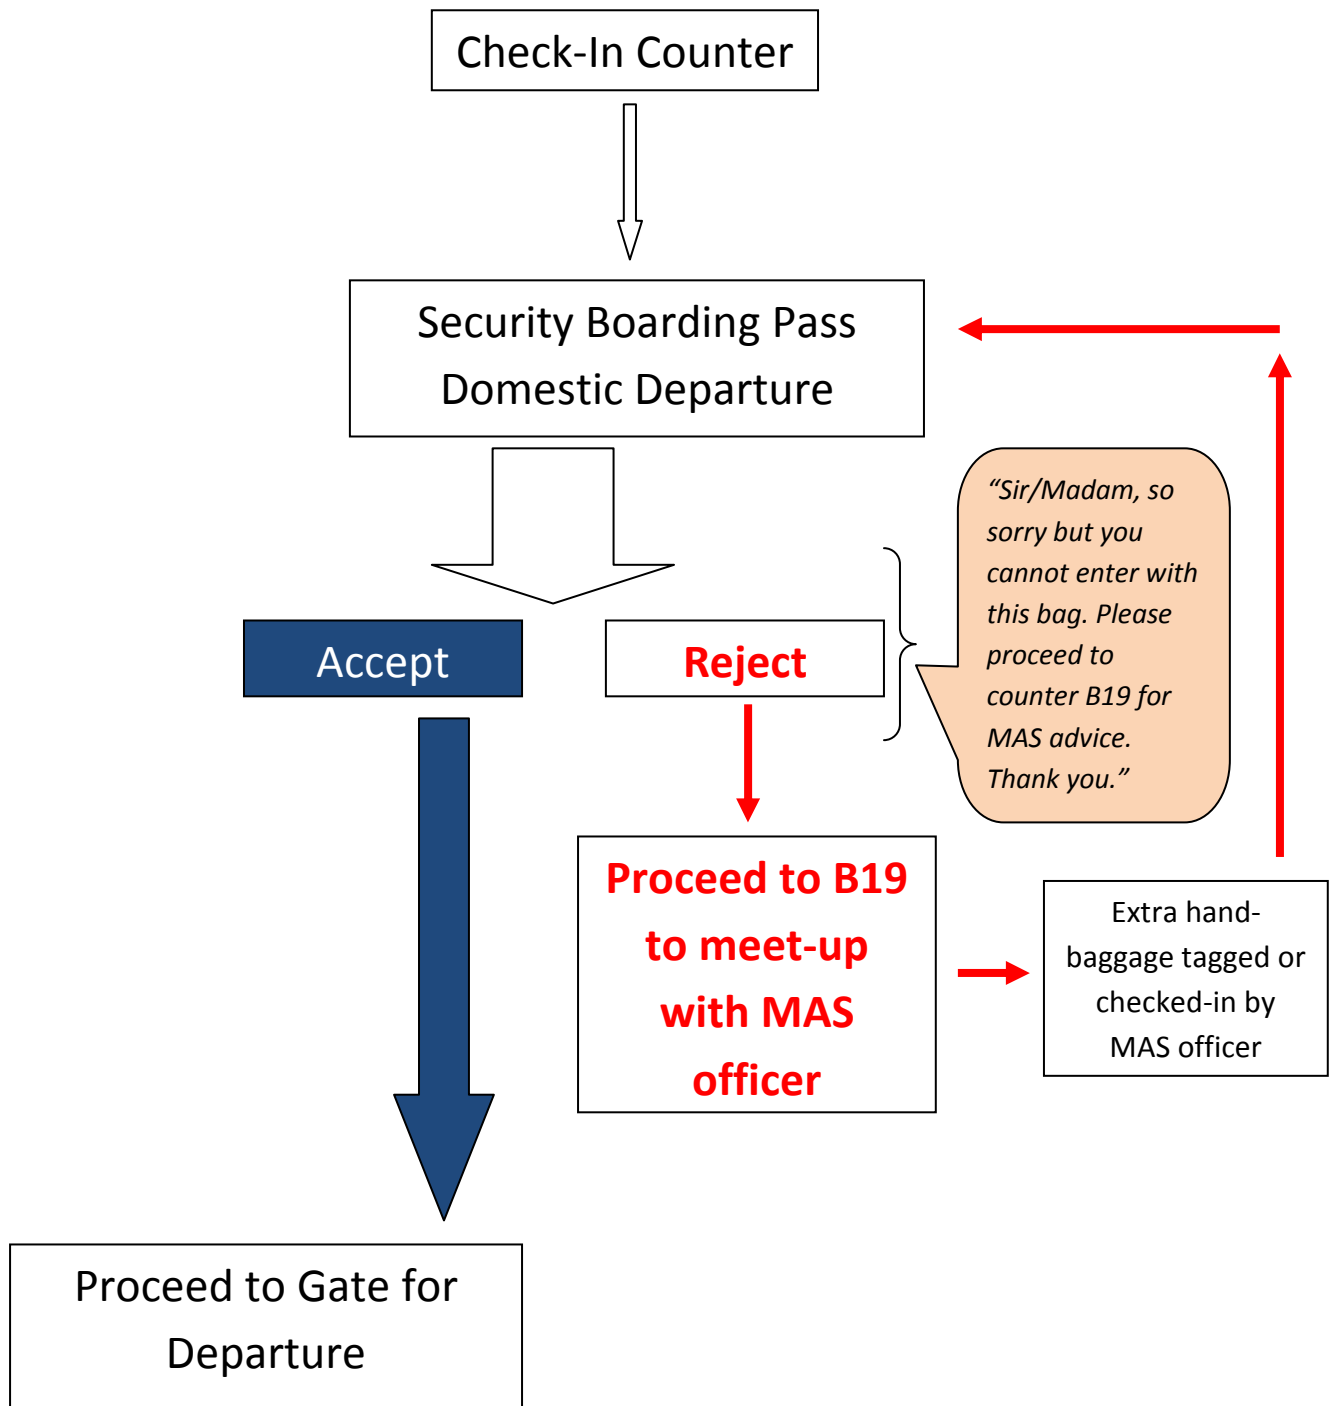 Check-In Counter
Security Boarding Pass
Domestic Departure
Accept
Reject
“Sir/Madam, so
sorry but you
cannot enter with
this bag. Please
proceed to
counter B19 for
MAS advice.
Thank you.”
Proceed to B19
to meet-up
with MAS
officer
Extra hand-
baggage tagged or
checked-in by
MAS officer
Proceed to Gate for
Departure